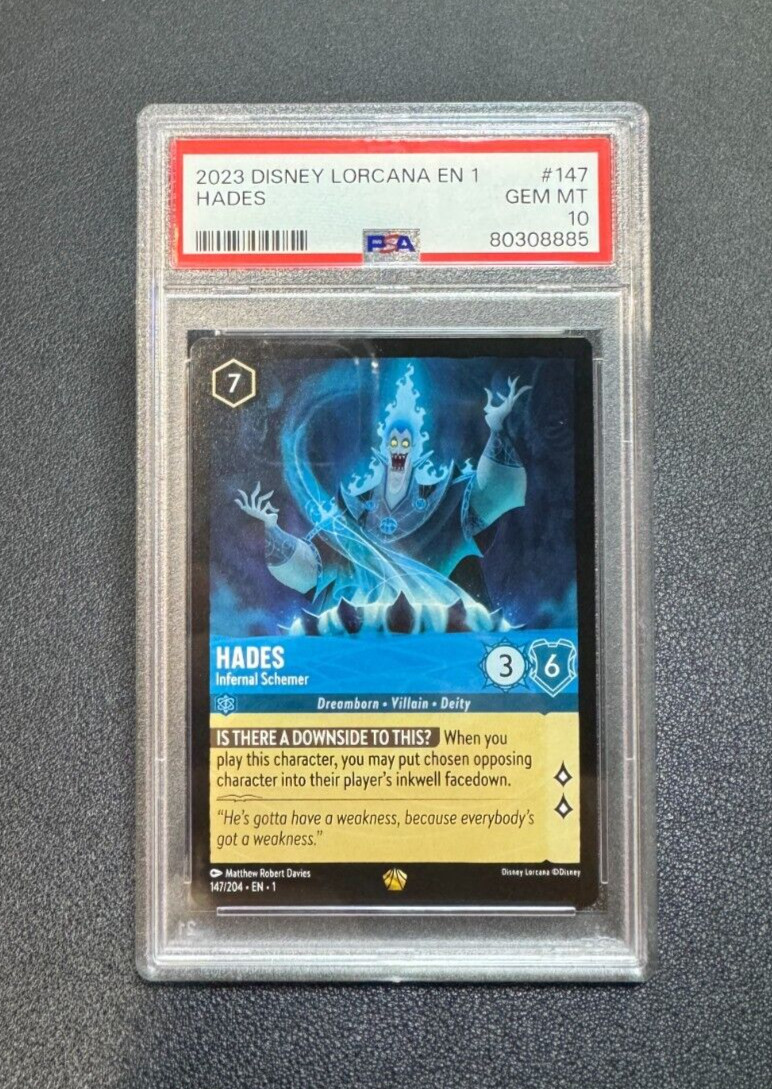 2023 DISNEY LORCANA EN 1 #147
HADES GEM MT
10
PSA 80308885
7
HADES
Infernal Schemer
3 6
Dreamborn • Villain • Deity
IS THERE A DOWNSIDE TO THIS? When you
play this character, you may put chosen opposing
character into their player's inkwell facedown.
“He's gotta have a weakness, because everybody's
got a weakness.”
Matthew Robert Davies Disney Lorcana ©Disney
147/204 • EN • 1